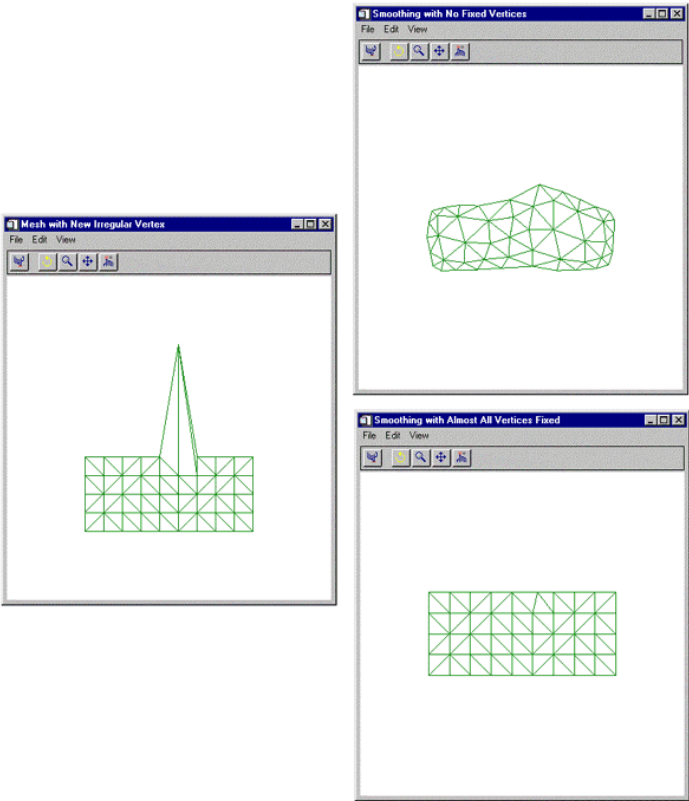 Smoothing with No Fixed Vertices
File Edit View
Mesh with New Irregular Vertex
File Edit View
Smoothing with Almost All Vertices Fixed
File Edit View